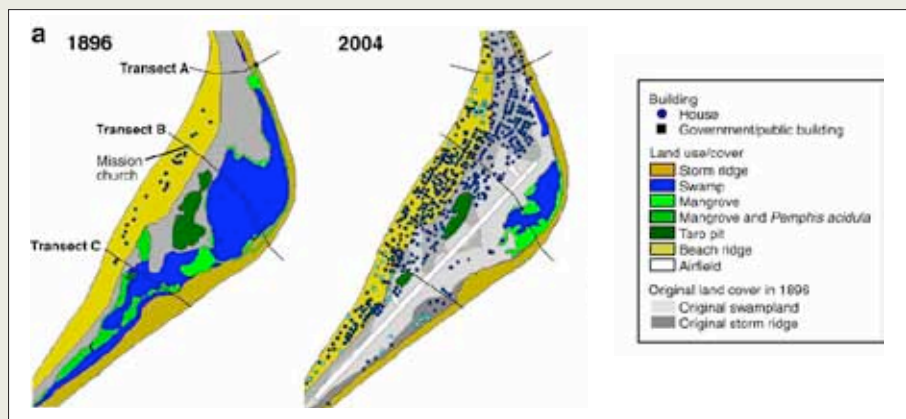 a
1896
2004
Transect A
Transect B
Mission
church
Transect C
Building
House
Government/public building
Land use/cover
Storm ridge
Swamp
Mangrove
Mangrove and Pemphis acidula
Taro pit
Beach ridge
Airfield
Original land cover in 1896
Original swampland
Original storm ridge